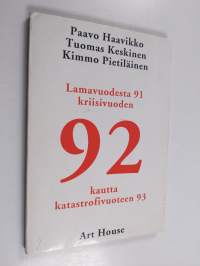 Paavo Haavikko
Tuomas Keskinen
Kimmo Pietiläinen
Lamavuodesta 91
kriisivuoden
92
kautta
katastrofivuoteen 93
Art House